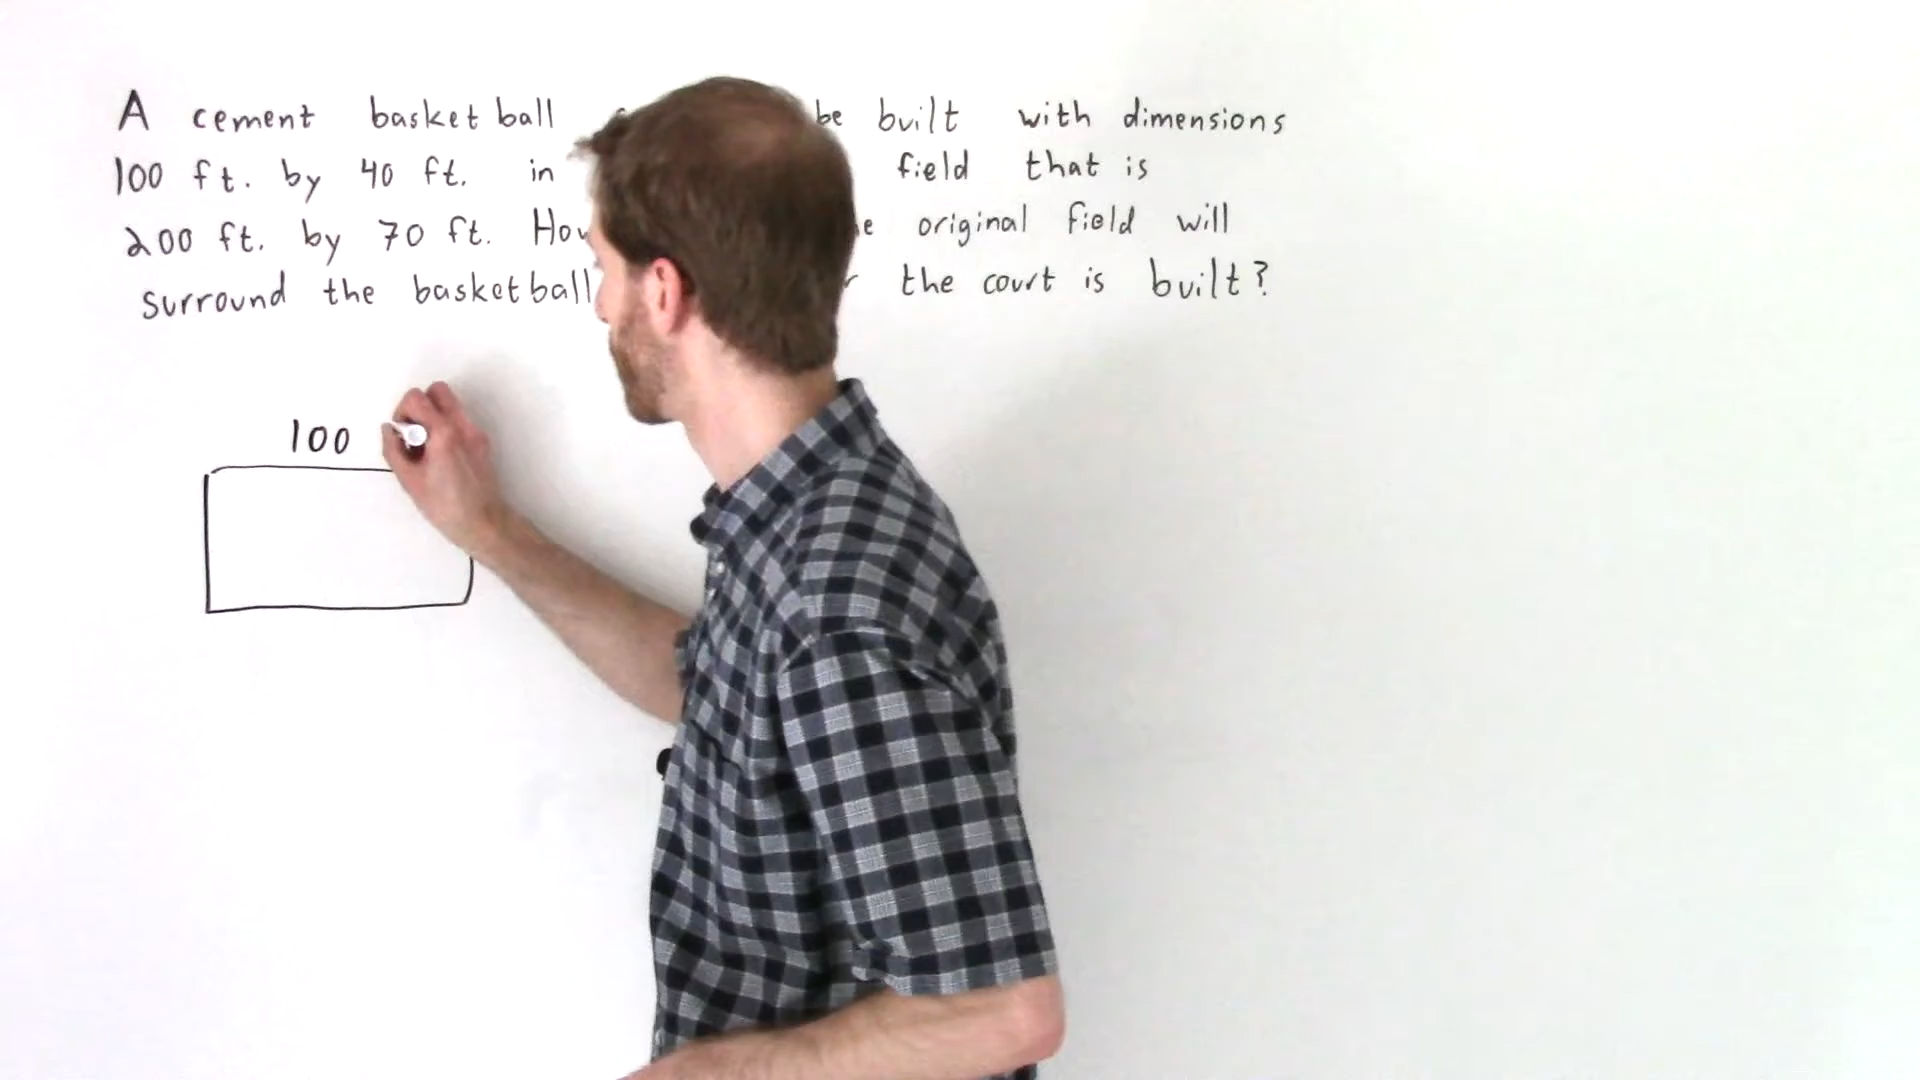 A cement basketball be built with dimensions
100 ft. by 40 ft. in field that is
200 ft. by 70 ft. original field will
surround the basketball the court is built?
100